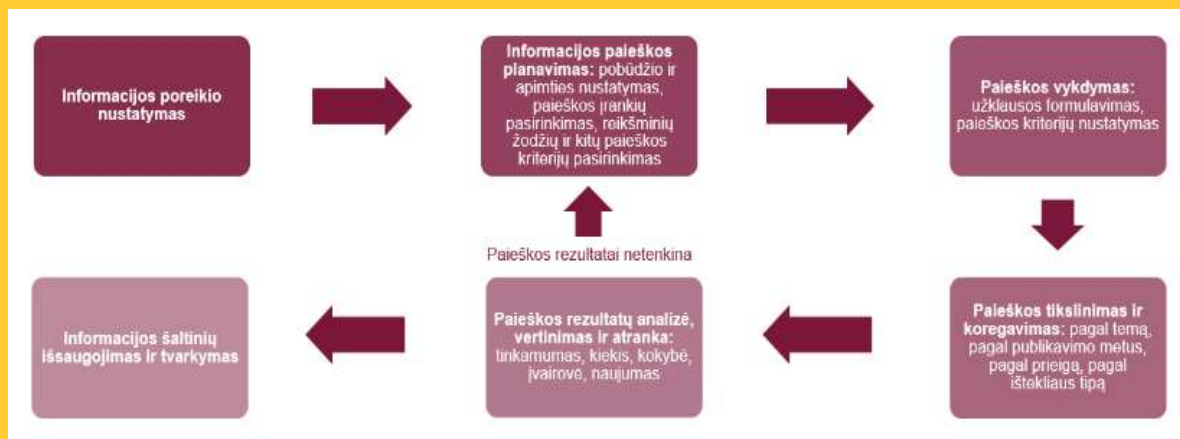 Informacijos poreikio
nustatymas
Informacijos paieškos
planavimas: pobūdžio ir
apimties nustatymas,
paieškos įrankių
pasirinkimas, reikšminių
žodžių ir kitų paieškos
kriterijų pasirinkimas
Paieškos vykdymas:
užklausos formulavimas,
paieškos kriterijų nustatymas
Paieškos tikslinimas ir
koregavimas: pagal temą,
pagal publikavimo metus,
pagal prieigą, pagal
ištekliaus tipą
Paieškos rezultatų analizė,
vertinimas ir atranka:
tinkamumas, kiekis, kokybė,
įvairovė, naujumas
Paieškos rezultatai netenkina
Informacijos šaltinių
išsaugojimas ir tvarkymas